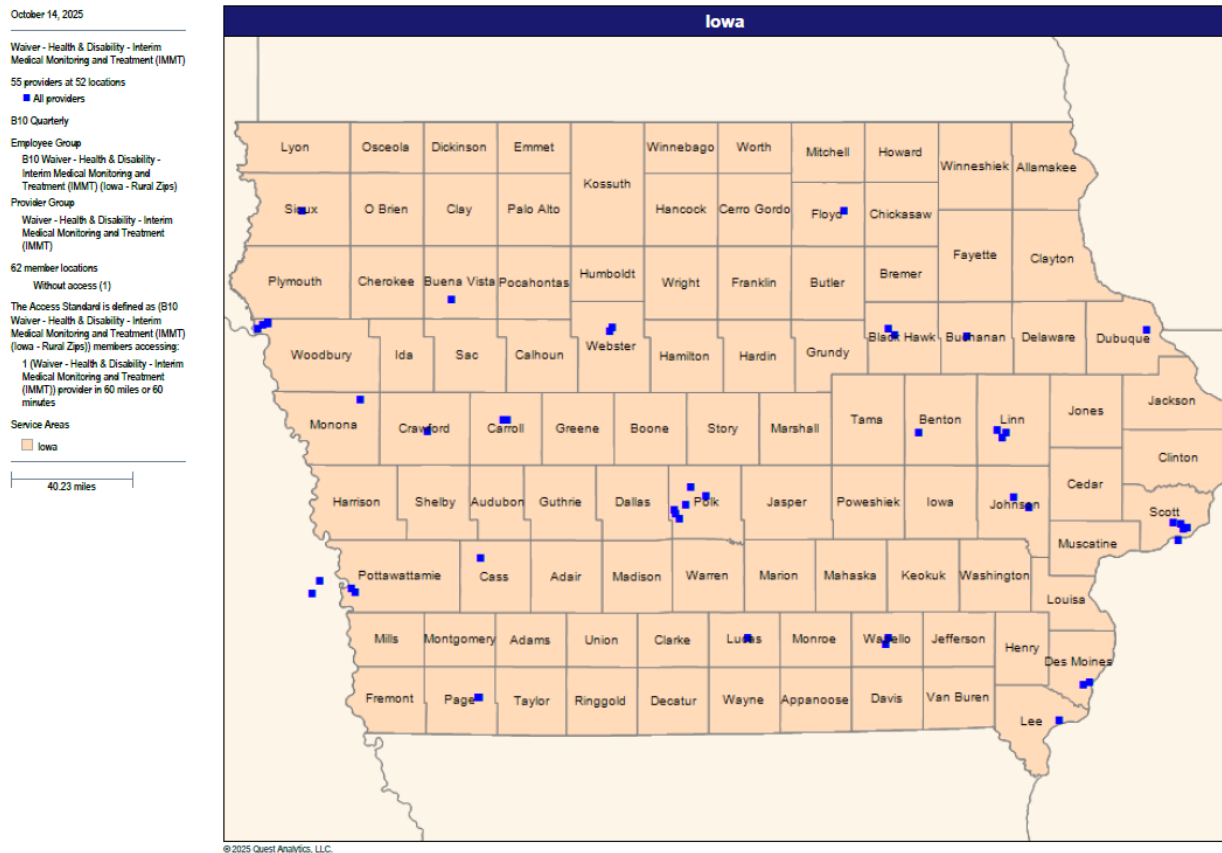 October 14, 2025
Waiver - Health & Disability - Interim
Medical Monitoring and Treatment (IMMT)
55 providers at 52 locations
All providers
B10 Quarterly
Employee Group
B10 Waiver - Health & Disability -
Interim Medical Monitoring and
Treatment (IMMT) (Iowa - Rural Zips)
Provider Group
Waiver - Health & Disability - Interim
Medical Monitoring and Treatment
(IMMT)
62 member locations
Without access (1)
The Access Standard is defined as (B10
Waiver - Health & Disability - Interim
Medical Monitoring and Treatment (IMMT)
(Iowa - Rural Zips)) members accessing:
1 (Waiver - Health & Disability - Interim
Medical Monitoring and Treatment
(IMMT)) provider in 60 miles or 60
minutes
Service Areas
Iowa
40.23 miles
Iowa
Lyon Osceola Dickinson Emmet Winnebago Worth Mitchell Howard Winneshiek Allamakee
Kossuth
Sioux O Brien Clay Palo Alto Hancock Cerro Gordo Floyd Chickasaw
Fayette Clayton
Plymouth Cherokee Buena Vista Pocahontas Humboldt Wright Franklin Butler Bremer
Woodbury Ida Sac Calhoun Webster Hamilton Hardin Grundy Black Hawk Buchanan Delaware Dubuque
Monona Crawford Carroll Greene Boone Story Marshall Tama Benton Linn Jones Jackson
Clinton
Harrison Shelby Audubon Guthrie Dallas Polk Jasper Poweshiek Iowa Johnson Cedar Scott
Muscatine
Pottawattamie Cass Adair Madison Warren Marion Mahaska Keokuk Washington
Louisa
Mills Montgomery Adams Union Clarke Lucas Monroe Wapello Jefferson Henry Des Moines
Fremont Page Taylor Ringgold Decatur Wayne Appanoose Davis Van Buren Lee
© 2025 Quest Analytics, LLC.